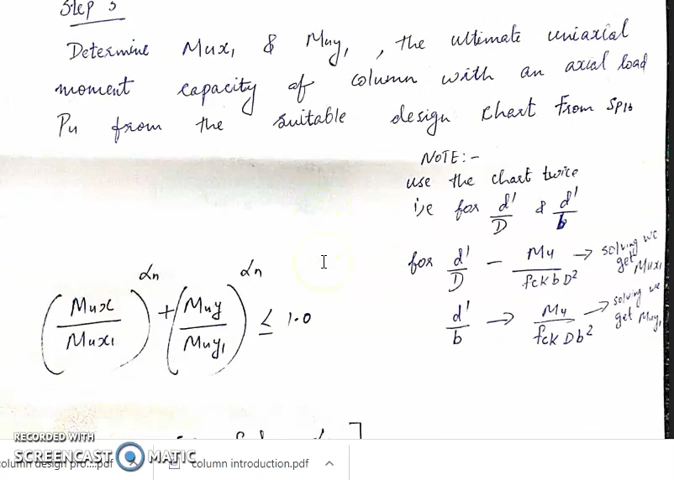 Step 3
Determine Mux₁ & Muy₁, the ultimate uniaxial
moment capacity of column with an axial load
Pu from the suitable design chart from SP16
NOTE:-
use the chart twice
i,e for d'/D & d'/b
for d'/D - Mu/fck b D² → solving we get Mux₁
d'/b → Mu/fck D b² → solving we get Muy₁
(Mux/Mux₁)^αn + (Muy/Muy₁)^αn ≤ 1.0
RECORDED WITH
SCREENCAST MATIC
column design pro....pdf
column introduction.pdf